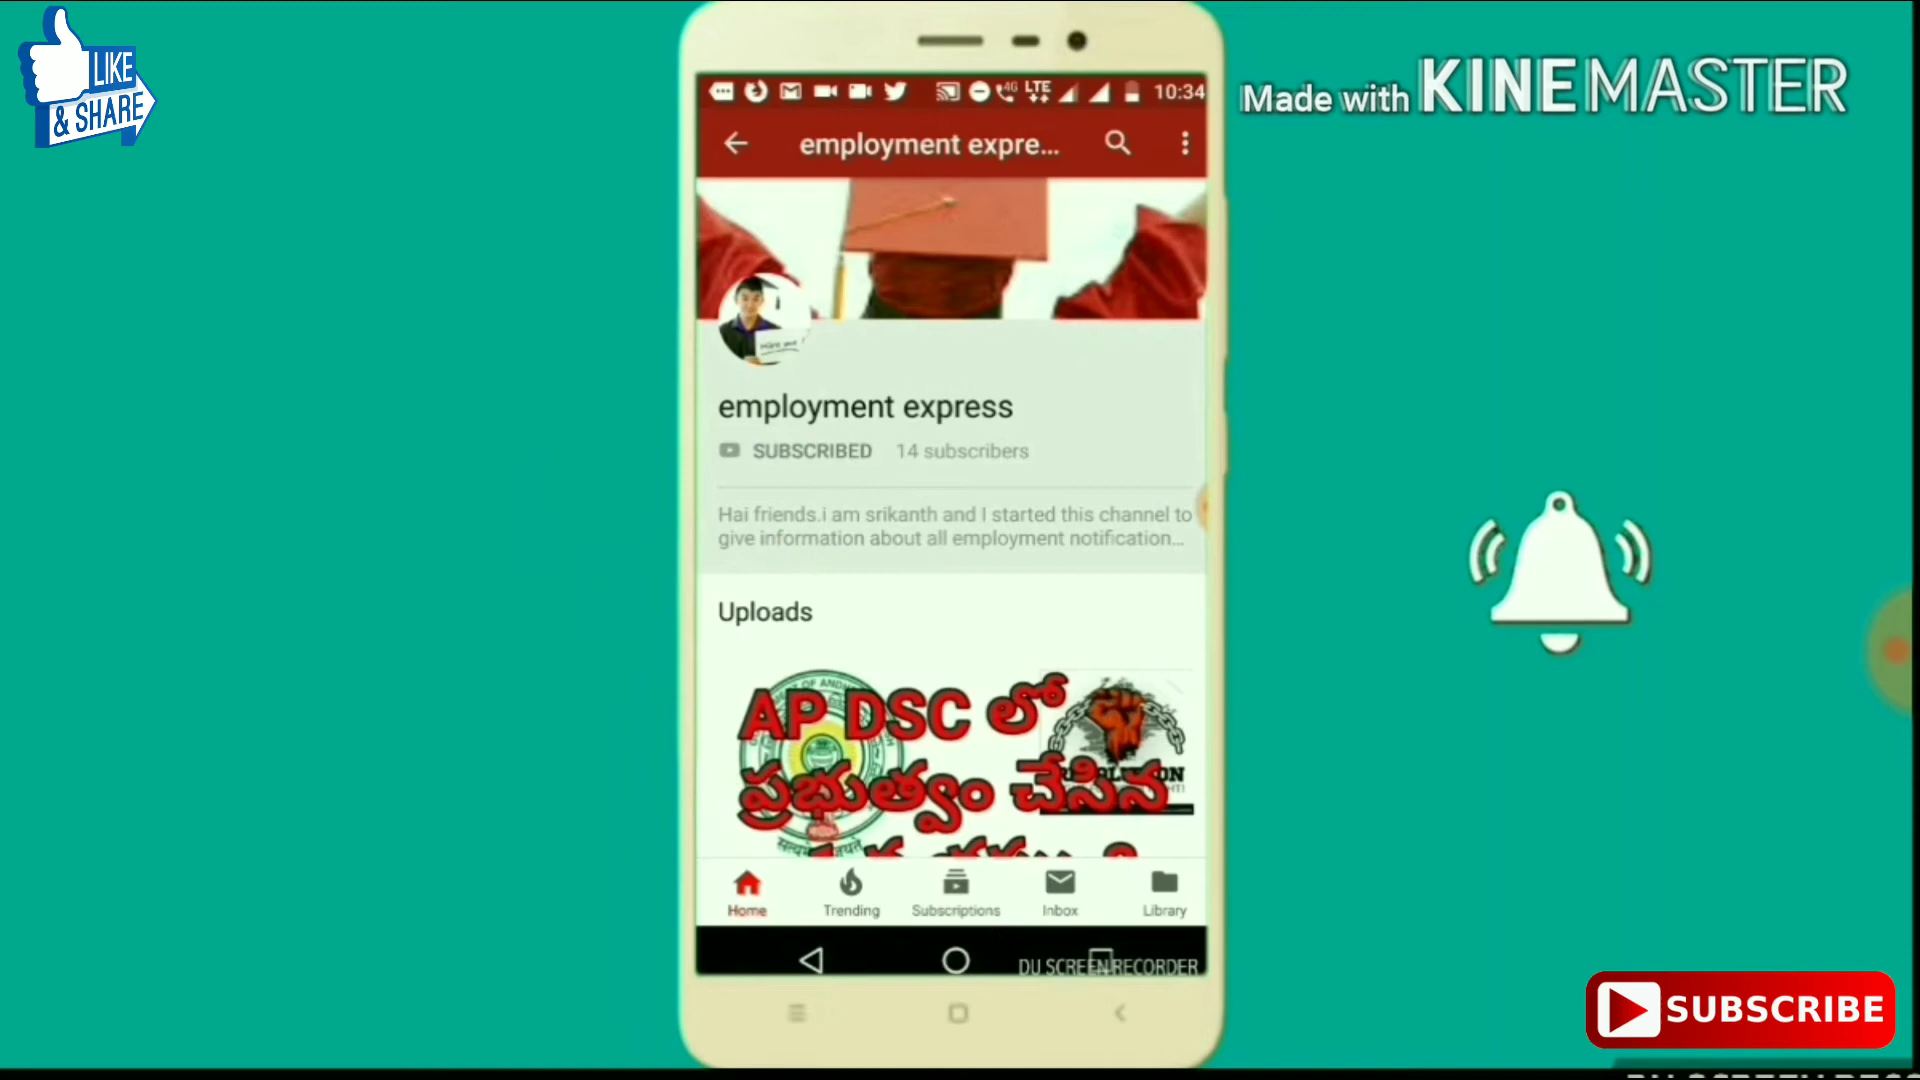 LIKE
& SHARE
Made with KINEMASTER
4G LTE 10:34
employment expre...
employment express
SUBSCRIBED 14 subscribers
Hai friends.i am srikanth and I started this channel to
give information about all employment notification...
Uploads
AP DSC లో
ప్రభుత్వం చేసిన
Home Trending Subscriptions Inbox Library
DU SCREEN RECORDER
SUBSCRIBE